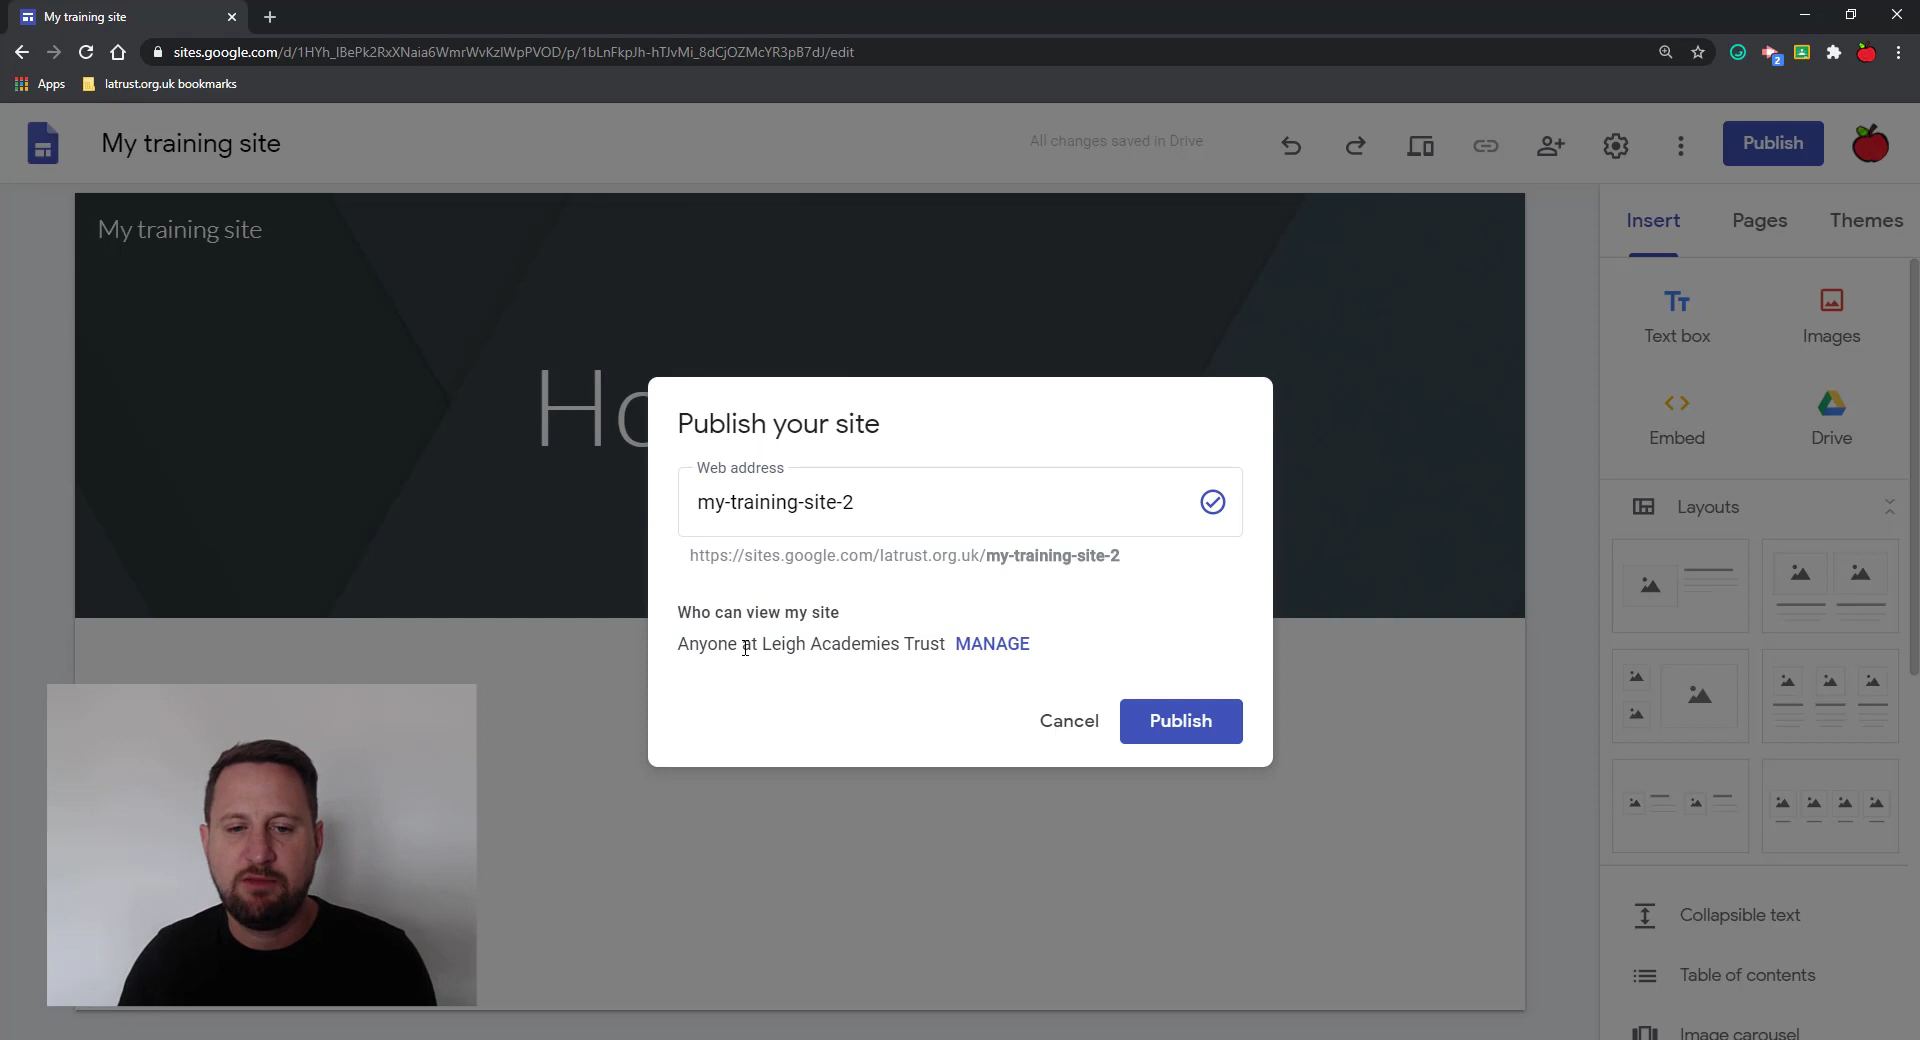 My training site
sites.google.com/d/1HYh_lBePk2RxXNaia6WmrWvKzIWpPVOD/p/1bLnFkpJh-hTJvMi_8dCjOZMcYR3pB7dJ/edit
2
Apps
latrust.org.uk bookmarks
My training site
All changes saved in Drive
Publish
My training site
Insert
Pages
Themes
Text box
Images
Embed
Drive
Layouts
Ho
Publish your site
Web address
my-training-site-2
https://sites.google.com/latrust.org.uk/my-training-site-2
Who can view my site
Anyone at Leigh Academies Trust MANAGE
Cancel
Publish
Collapsible text
Table of contents
Image carousel